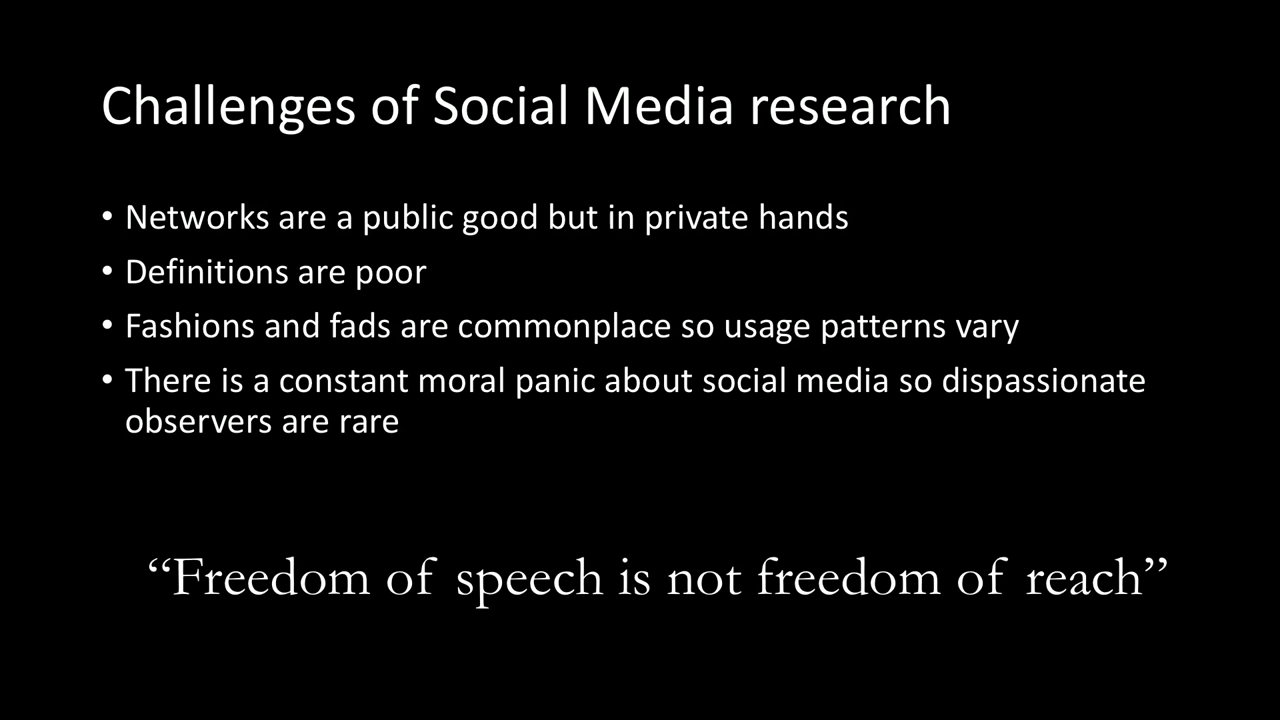 Challenges of Social Media research
• Networks are a public good but in private hands
• Definitions are poor
• Fashions and fads are commonplace so usage patterns vary
• There is a constant moral panic about social media so dispassionate
observers are rare
“Freedom of speech is not freedom of reach”